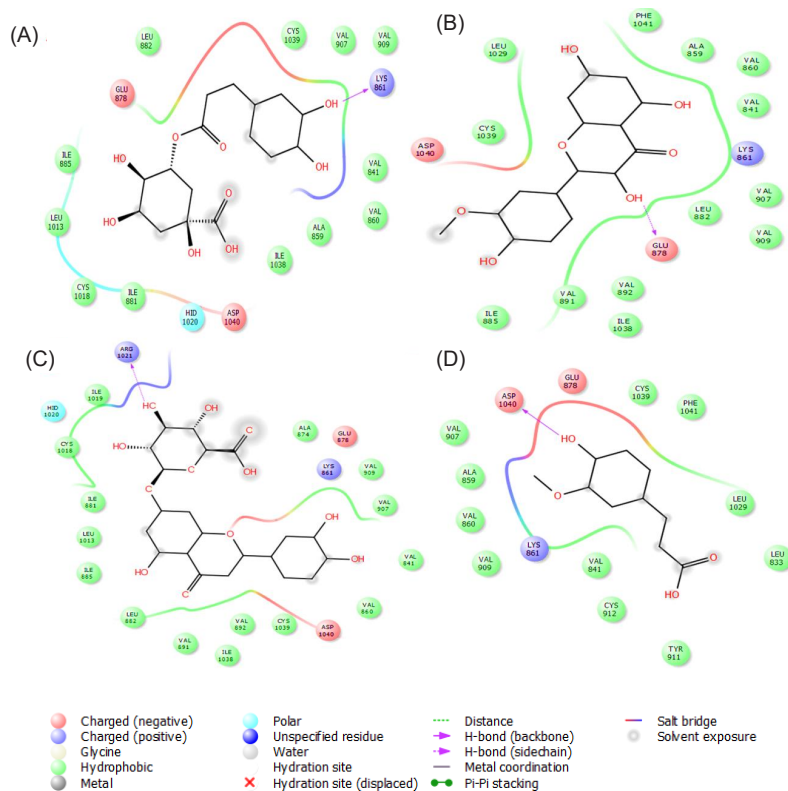 (A)
LEU 882
CYS 1039
VAL 907
VAL 909
GLU 878
LYS 861
OH
OH
O
O
ILE 885
HO
O
VAL 841
LEU 1013
HO
HO
OH
OH
ALA 859
VAL 860
ILE 1038
CYS 1018
ILE 881
HID 1020
ASP 1040
(B)
PHE 1041
LEU 1029
HO
ALA 859
VAL 860
VAL 841
OH
CYS 1039
ASP 1040
O
O
LYS 861
OH
VAL 907
LEU 882
O
HO
GLU 878
VAL 909
VAL 892
VAL 891
ILE 885
ILE 1038
(C)
ARG 1021
ILE 1019
HC
OH
HID 1020
CYS 1018
HO
C
C
OH
ALA 874
GLU 878
LYS 861
VAL 909
ILE 881
C
VAL 907
LEU 1013
O
OH
OH
VAL 841
ILE 885
OH
C
LEU 882
VAL 860
VAL 892
CYS 1039
ASP 1040
VAL 891
ILE 1038
(D)
ASP 1040
GLU 878
CYS 1039
PHE 1041
VAL 907
HO
ALA 859
O
LEU 1029
VAL 860
LYS 861
LEU 833
VAL 909
VAL 841
O
HO
CYS 912
TYR 911
Charged (negative)
Charged (positive)
Glycine
Hydrophobic
Metal
Polar
Unspecified residue
Water
Hydration site
Hydration site (displaced)
Distance
H-bond (backbone)
H-bond (sidechain)
Metal coordination
Pi-Pi stacking
Salt bridge
Solvent exposure